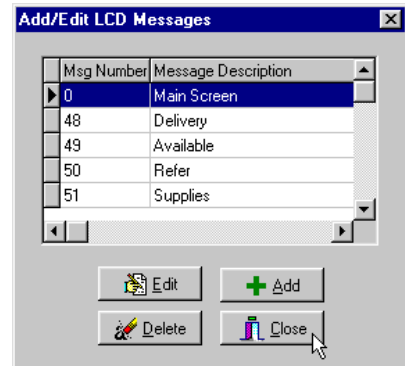 Add/Edit LCD Messages
Msg Number Message Description
0 Main Screen
48 Delivery
49 Available
50 Refer
51 Supplies
Edit Add
Delete Close